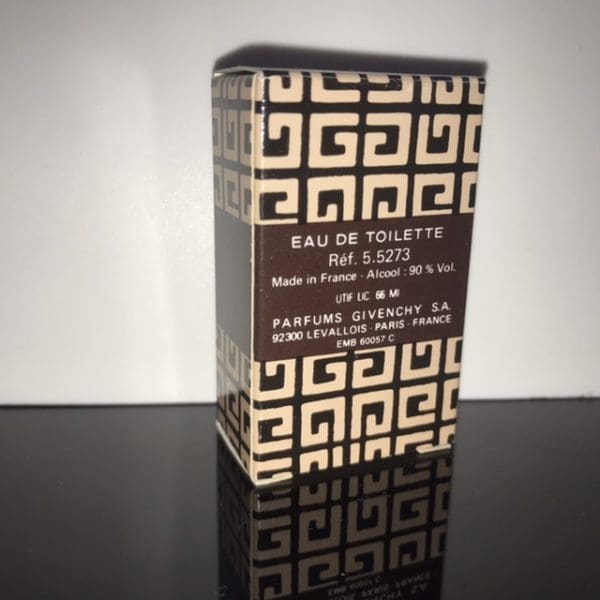 EAU DE TOILETTE
Réf. 5.5273
Made in France - Alcool : 90 % Vol.
UTIF LIC. 66 Ml
PARFUMS GIVENCHY S.A.
92300 LEVALLOIS - PARIS - FRANCE
EMB 60057 C